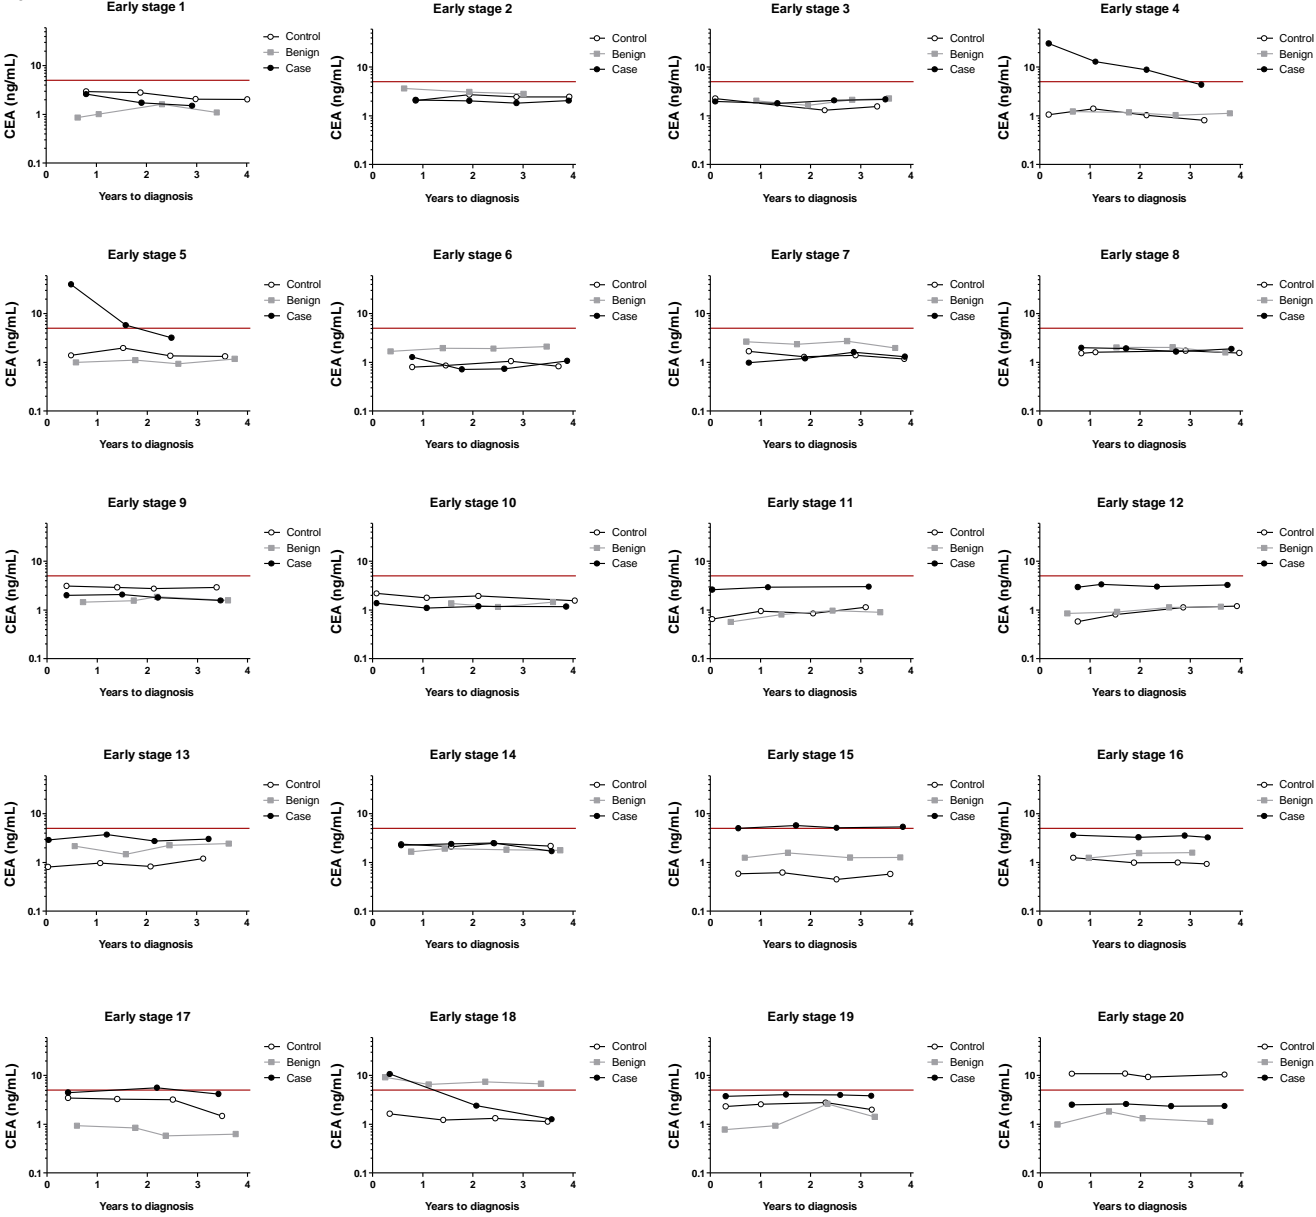 Early stage 1
CEA (ng/mL)
10
1
0.1
0 1 2 3 4
Years to diagnosis
Control
Benign
Case
Early stage 2
CEA (ng/mL)
10
1
0.1
0 1 2 3 4
Years to diagnosis
Control
Benign
Case
Early stage 3
CEA (ng/mL)
10
1
0.1
0 1 2 3 4
Years to diagnosis
Control
Benign
Case
Early stage 4
CEA (ng/mL)
10
1
0.1
0 1 2 3 4
Years to diagnosis
Control
Benign
Case
Early stage 5
CEA (ng/mL)
10
1
0.1
0 1 2 3 4
Years to diagnosis
Control
Benign
Case
Early stage 6
CEA (ng/mL)
10
1
0.1
0 1 2 3 4
Years to diagnosis
Control
Benign
Case
Early stage 7
CEA (ng/mL)
10
1
0.1
0 1 2 3 4
Years to diagnosis
Control
Benign
Case
Early stage 8
CEA (ng/mL)
10
1
0.1
0 1 2 3 4
Years to diagnosis
Control
Benign
Case
Early stage 9
CEA (ng/mL)
10
1
0.1
0 1 2 3 4
Years to diagnosis
Control
Benign
Case
Early stage 10
CEA (ng/mL)
10
1
0.1
0 1 2 3 4
Years to diagnosis
Control
Benign
Case
Early stage 11
CEA (ng/mL)
10
1
0.1
0 1 2 3 4
Years to diagnosis
Control
Benign
Case
Early stage 12
CEA (ng/mL)
10
1
0.1
0 1 2 3 4
Years to diagnosis
Control
Benign
Case
Early stage 13
CEA (ng/mL)
10
1
0.1
0 1 2 3 4
Years to diagnosis
Control
Benign
Case
Early stage 14
CEA (ng/mL)
10
1
0.1
0 1 2 3 4
Years to diagnosis
Control
Benign
Case
Early stage 15
CEA (ng/mL)
10
1
0.1
0 1 2 3 4
Years to diagnosis
Control
Benign
Case
Early stage 16
CEA (ng/mL)
10
1
0.1
0 1 2 3 4
Years to diagnosis
Control
Benign
Case
Early stage 17
CEA (ng/mL)
10
1
0.1
0 1 2 3 4
Years to diagnosis
Control
Benign
Case
Early stage 18
CEA (ng/mL)
10
1
0.1
0 1 2 3 4
Years to diagnosis
Control
Benign
Case
Early stage 19
CEA (ng/mL)
10
1
0.1
0 1 2 3 4
Years to diagnosis
Control
Benign
Case
Early stage 20
CEA (ng/mL)
10
1
0.1
0 1 2 3 4
Years to diagnosis
Control
Benign
Case